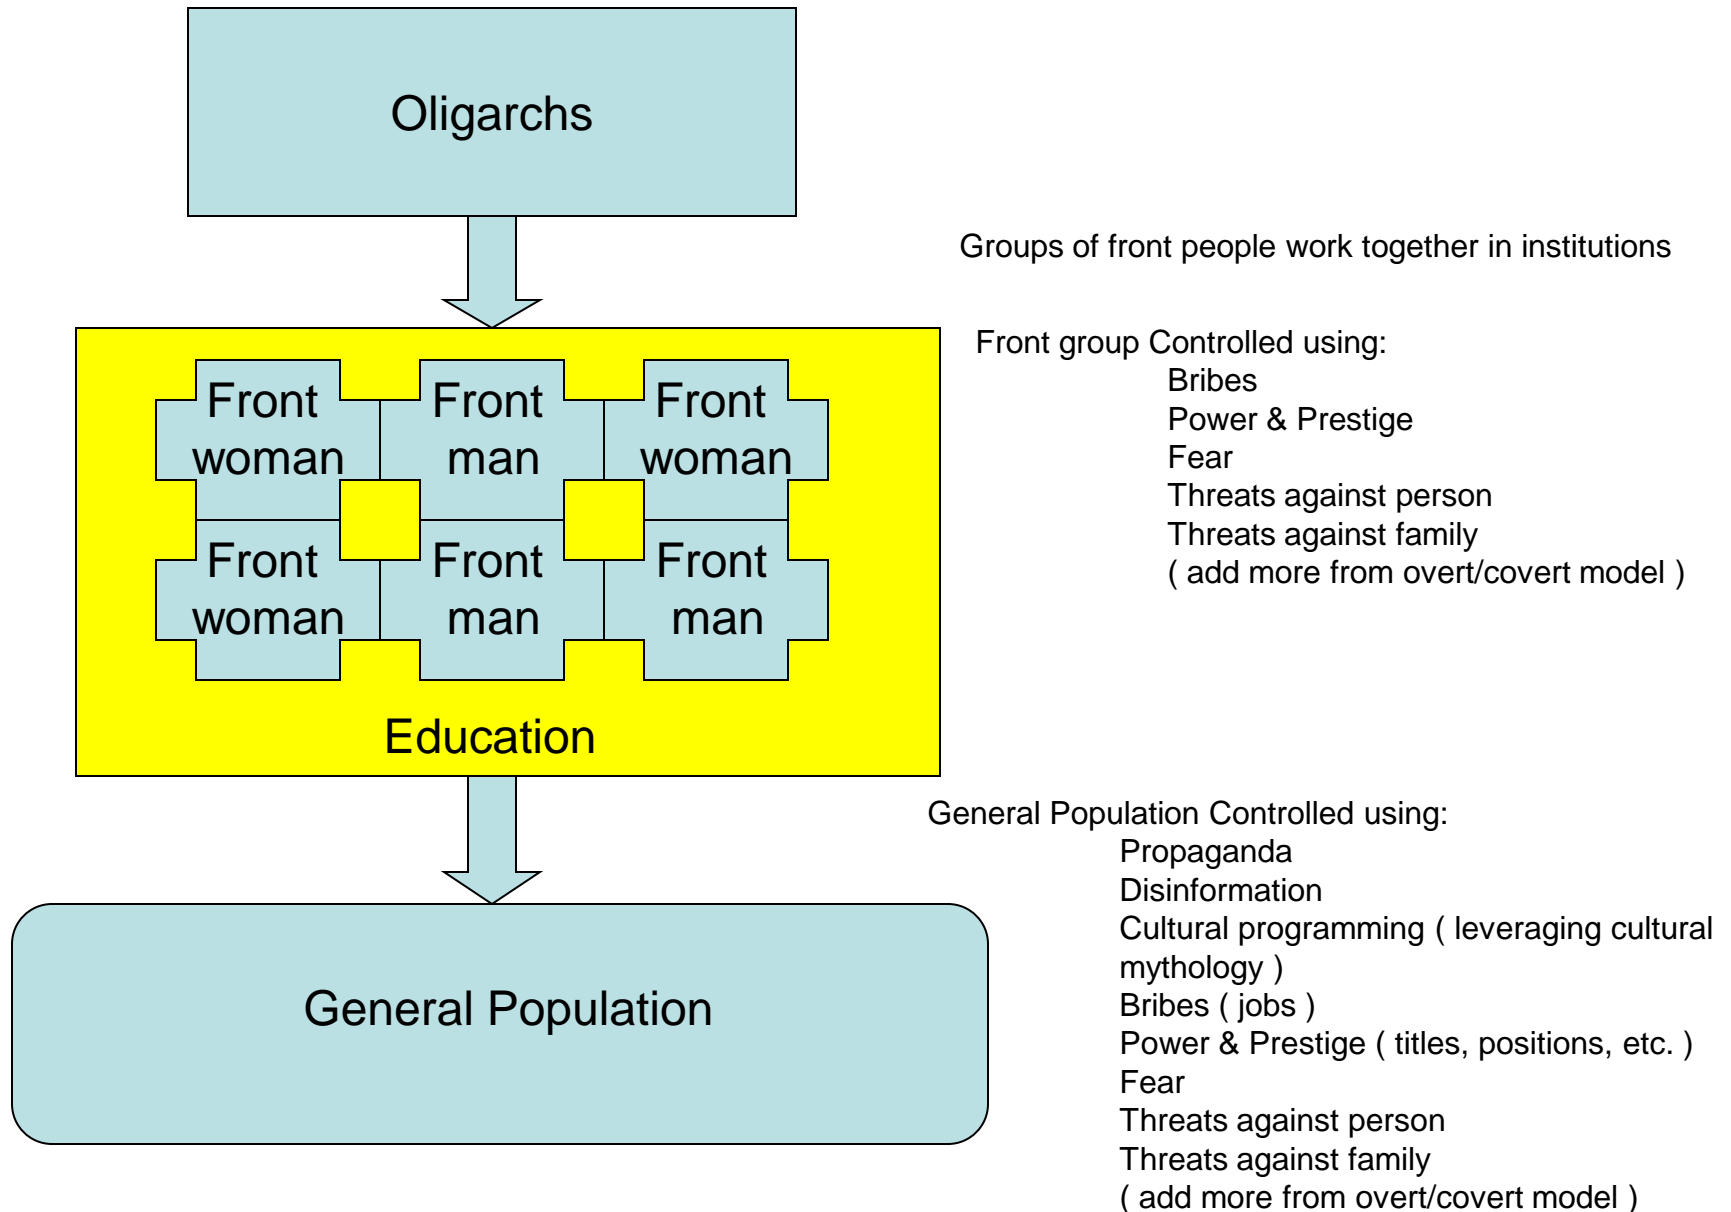 Oligarchs
Groups of front people work together in institutions
Front group Controlled using:
Bribes
Power & Prestige
Fear
Threats against person
Threats against family
( add more from overt/covert model )
Front
woman
Front
man
Front
woman
Front
woman
Front
man
Front
man
Education
General Population Controlled using:
Propaganda
Disinformation
Cultural programming ( leveraging cultural
mythology )
Bribes ( jobs )
Power & Prestige ( titles, positions, etc. )
Fear
Threats against person
Threats against family
( add more from overt/covert model )
General Population